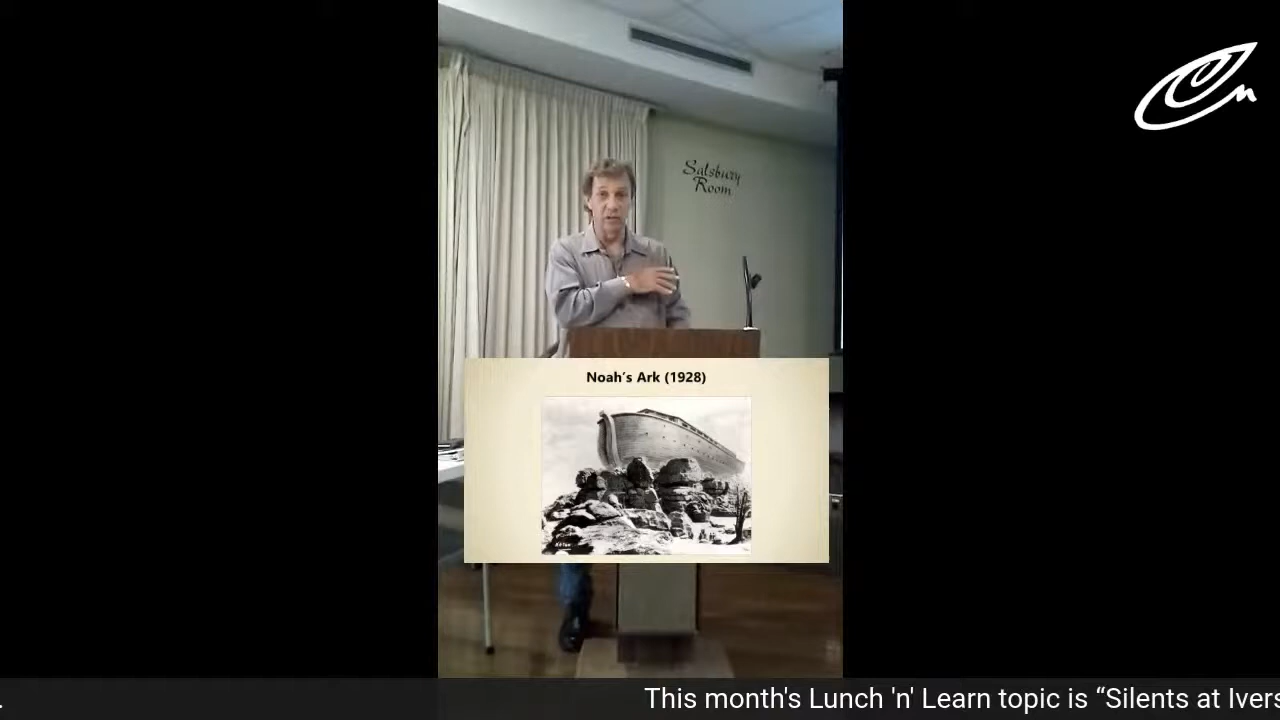 Salsbury
Room
Noah's Ark (1928)
.
This month's Lunch 'n' Learn topic is “Silents at Ivers